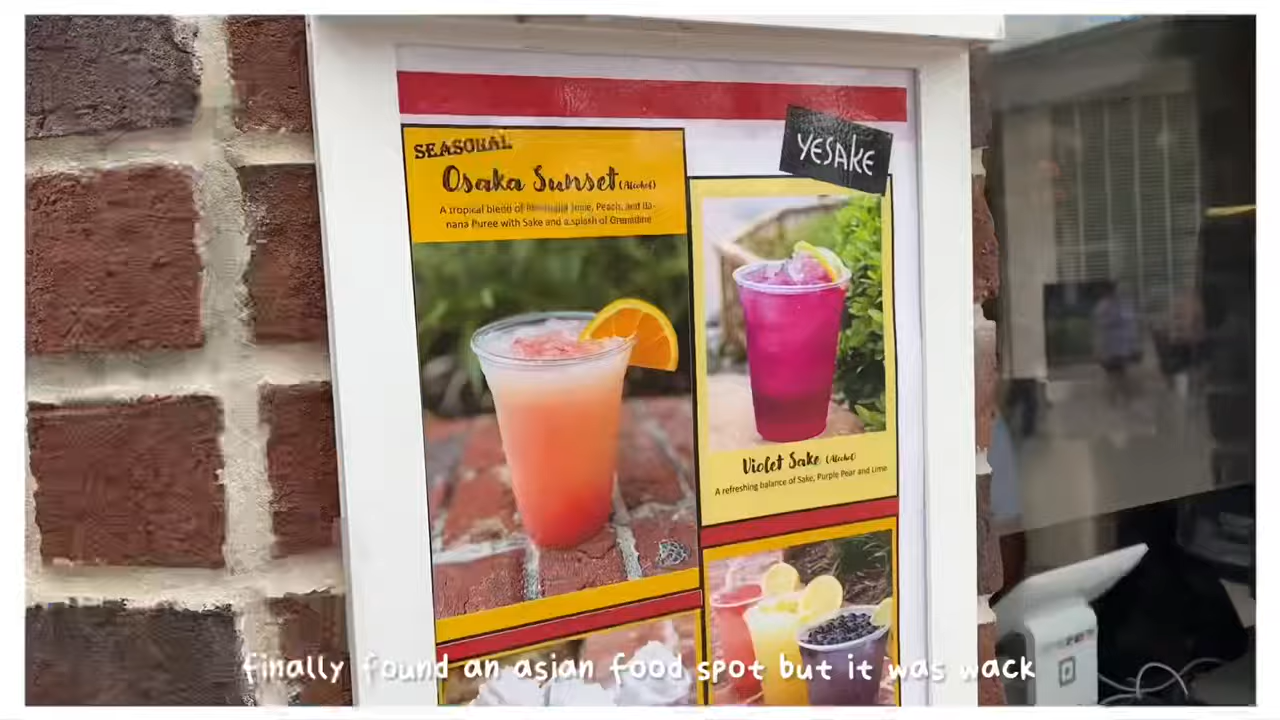 SEASONAL
Osaka Sunset (Alcohol)
A tropical blend of Juice, Peach, and Ba-
nana Puree with Sake and a splash of Grenadine
YESAKE
Violet Sake (Alcohol)
A refreshing balance of Sake, Purple Pear and Lime
finally found an asian food spot but it was wack